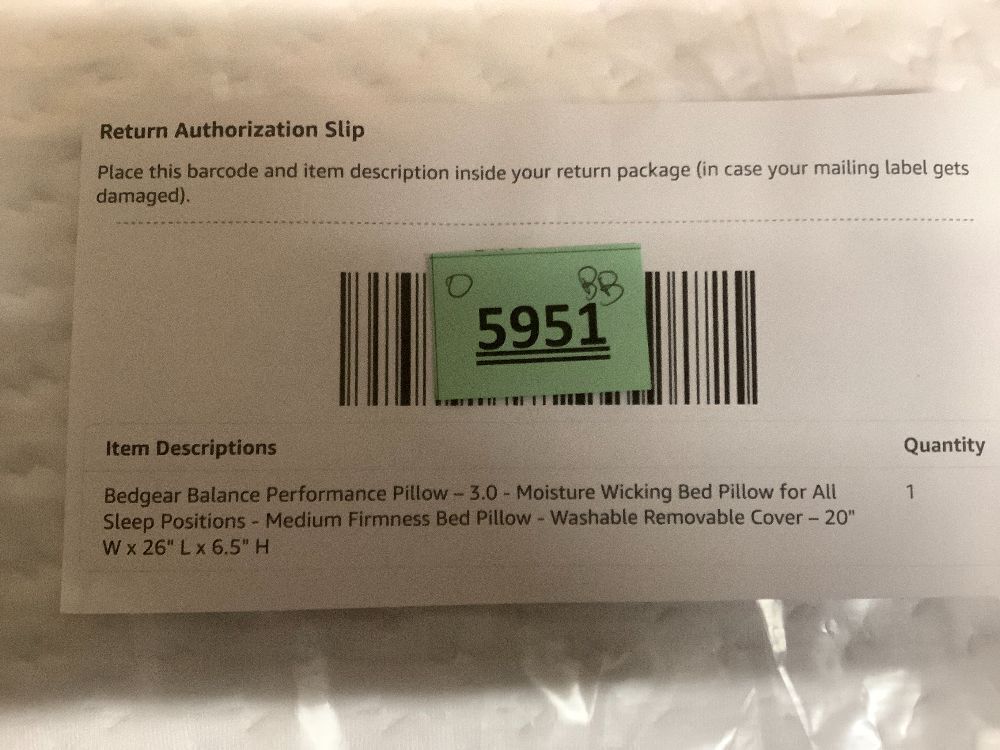 Return Authorization Slip
Place this barcode and item description inside your return package (in case your mailing label gets
damaged).
O BB
5951
Item Descriptions Quantity
Bedgear Balance Performance Pillow – 3.0 - Moisture Wicking Bed Pillow for All 1
Sleep Positions - Medium Firmness Bed Pillow - Washable Removable Cover – 20"
W x 26" L x 6.5" H